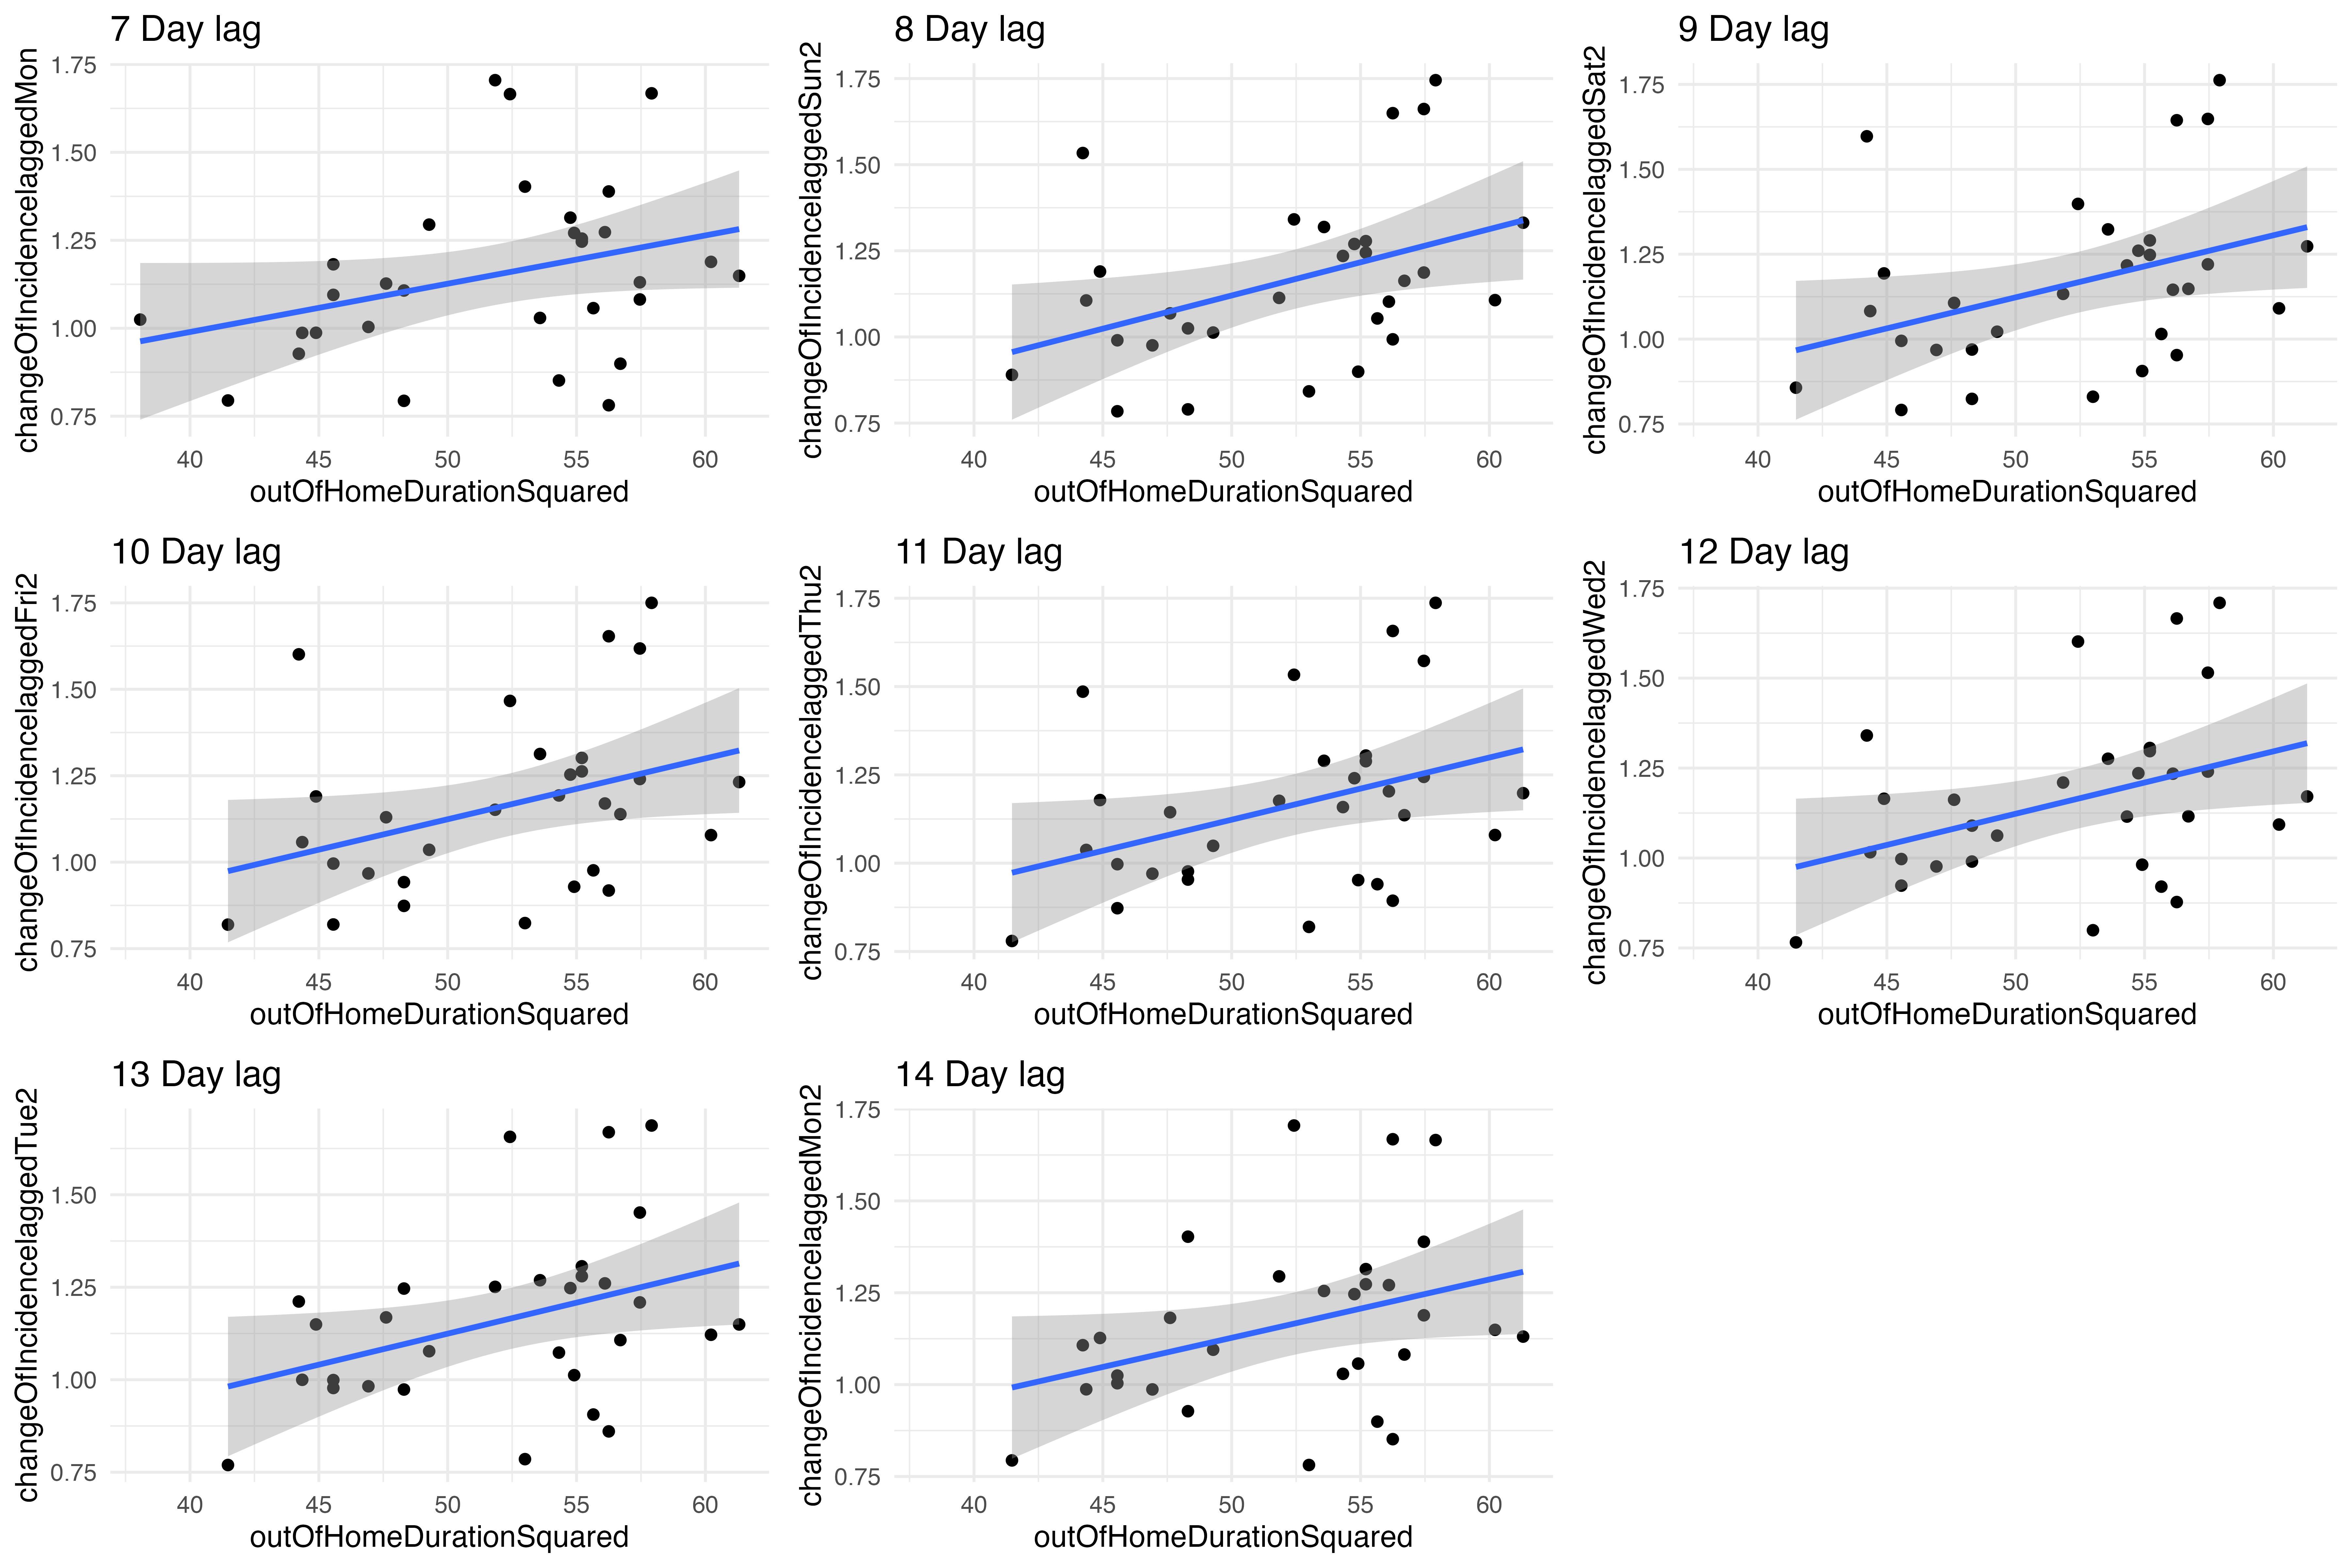 7 Day lag
changeOfIncidencelaggedMon
1.75
1.50
1.25
1.00
0.75
40 45 50 55 60
outOfHomeDurationSquared
8 Day lag
changeOfIncidencelaggedSun2
1.75
1.50
1.25
1.00
0.75
40 45 50 55 60
outOfHomeDurationSquared
9 Day lag
changeOfIncidencelaggedSat2
1.75
1.50
1.25
1.00
0.75
40 45 50 55 60
outOfHomeDurationSquared
10 Day lag
changeOfIncidencelaggedFri2
1.75
1.50
1.25
1.00
0.75
40 45 50 55 60
outOfHomeDurationSquared
11 Day lag
changeOfIncidencelaggedThu2
1.75
1.50
1.25
1.00
0.75
40 45 50 55 60
outOfHomeDurationSquared
12 Day lag
changeOfIncidencelaggedWed2
1.75
1.50
1.25
1.00
0.75
40 45 50 55 60
outOfHomeDurationSquared
13 Day lag
changeOfIncidencelaggedTue2
1.50
1.25
1.00
0.75
40 45 50 55 60
outOfHomeDurationSquared
14 Day lag
changeOfIncidencelaggedMon2
1.75
1.50
1.25
1.00
0.75
40 45 50 55 60
outOfHomeDurationSquared